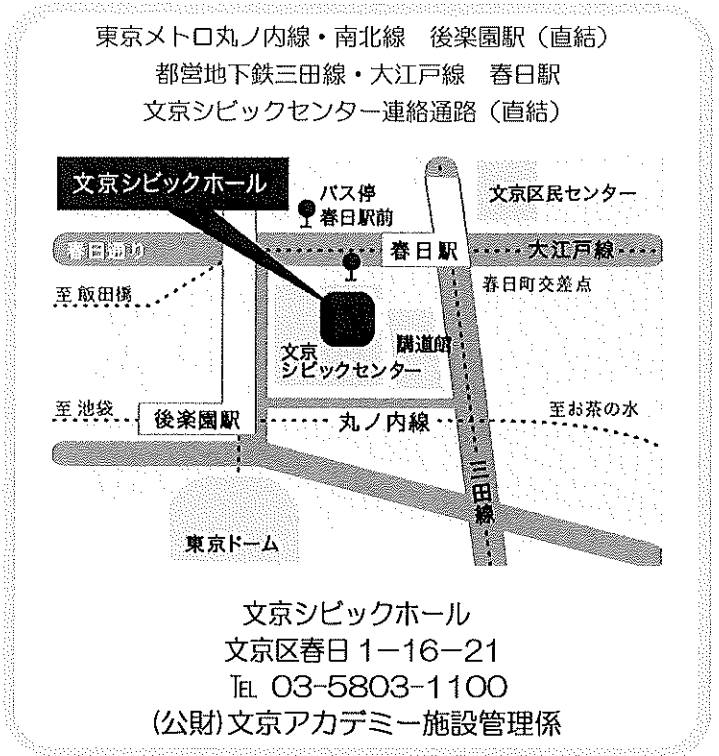 東京メトロ丸ノ内線・南北線　後楽園駅（直結）
都営地下鉄三田線・大江戸線　春日駅
文京シビックセンター連絡通路（直結）
文京シビックホール
バス停
春日駅前
文京区民センター
春日通り
春日駅
大江戸線
至飯田橋
春日町交差点
文京
シビックセンター
講道館
至池袋
後楽園駅
丸ノ内線
至お茶の水
三田線
東京ドーム
文京シビックホール
文京区春日1−16−21
℡ 03-5803-1100
(公財)文京アカデミー施設管理係